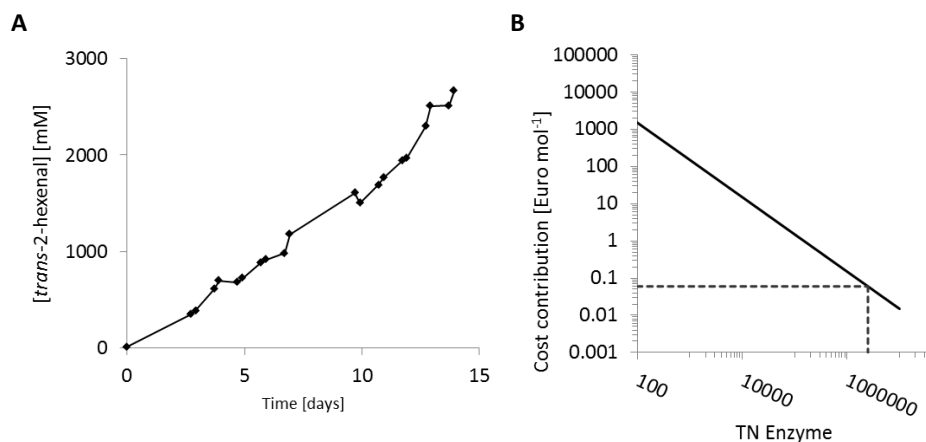 A
[trans-2-hexenal] [mM]
3000
2000
1000
0
0 5 10 15
Time [days]
B
Cost contribution [Euro mol-1]
100000
10000
1000
100
10
1
0.1
0.01
0.001
100 10000 1000000
TN Enzyme